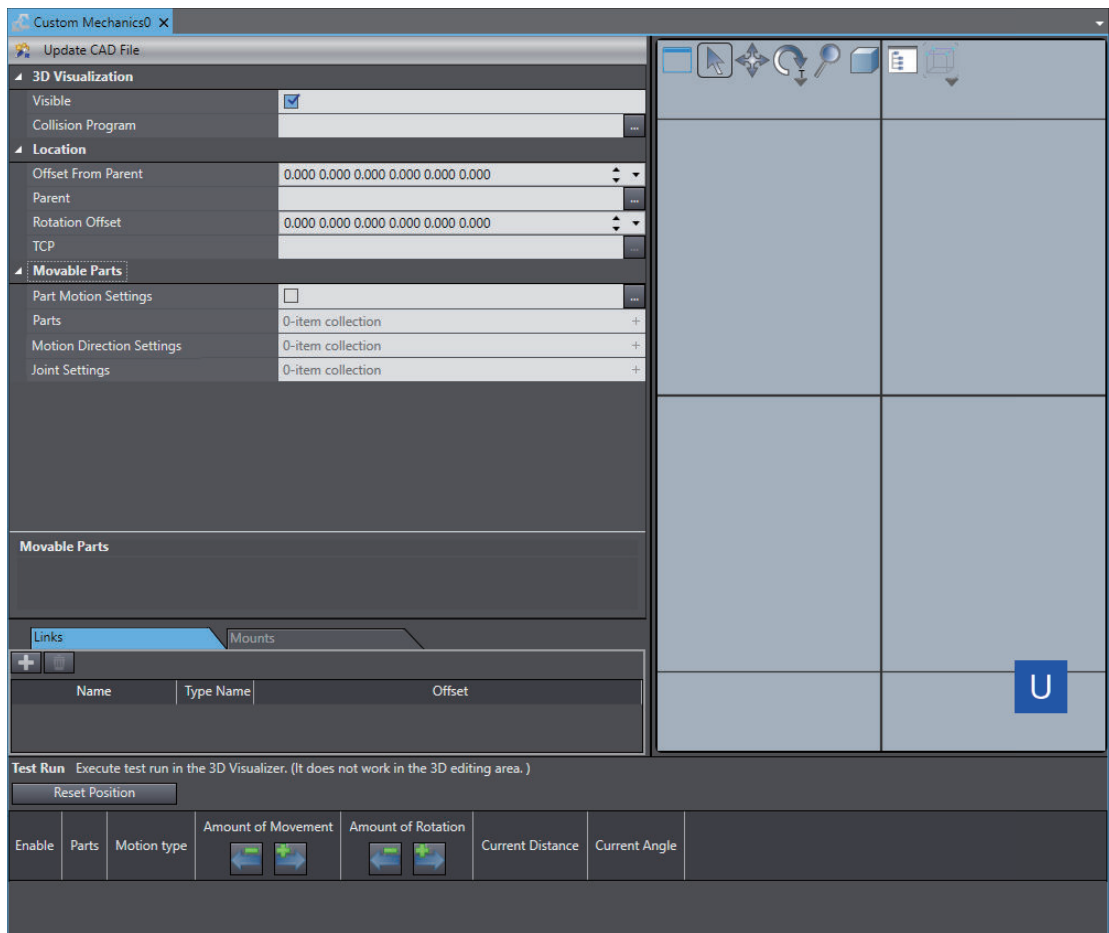 Custom Mechanics0
Update CAD File
3D Visualization
Visible
Collision Program
...
Location
Offset From Parent 0.000 0.000 0.000 0.000 0.000 0.000
Parent ...
Rotation Offset 0.000 0.000 0.000 0.000 0.000 0.000
TCP ...
Movable Parts
Part Motion Settings ...
Parts 0-item collection +
Motion Direction Settings 0-item collection +
Joint Settings 0-item collection +
Movable Parts
Links Mounts
Name Type Name Offset
U
Test Run Execute test run in the 3D Visualizer. (It does not work in the 3D editing area. )
Reset Position
Enable Parts Motion type Amount of Movement Amount of Rotation Current Distance Current Angle